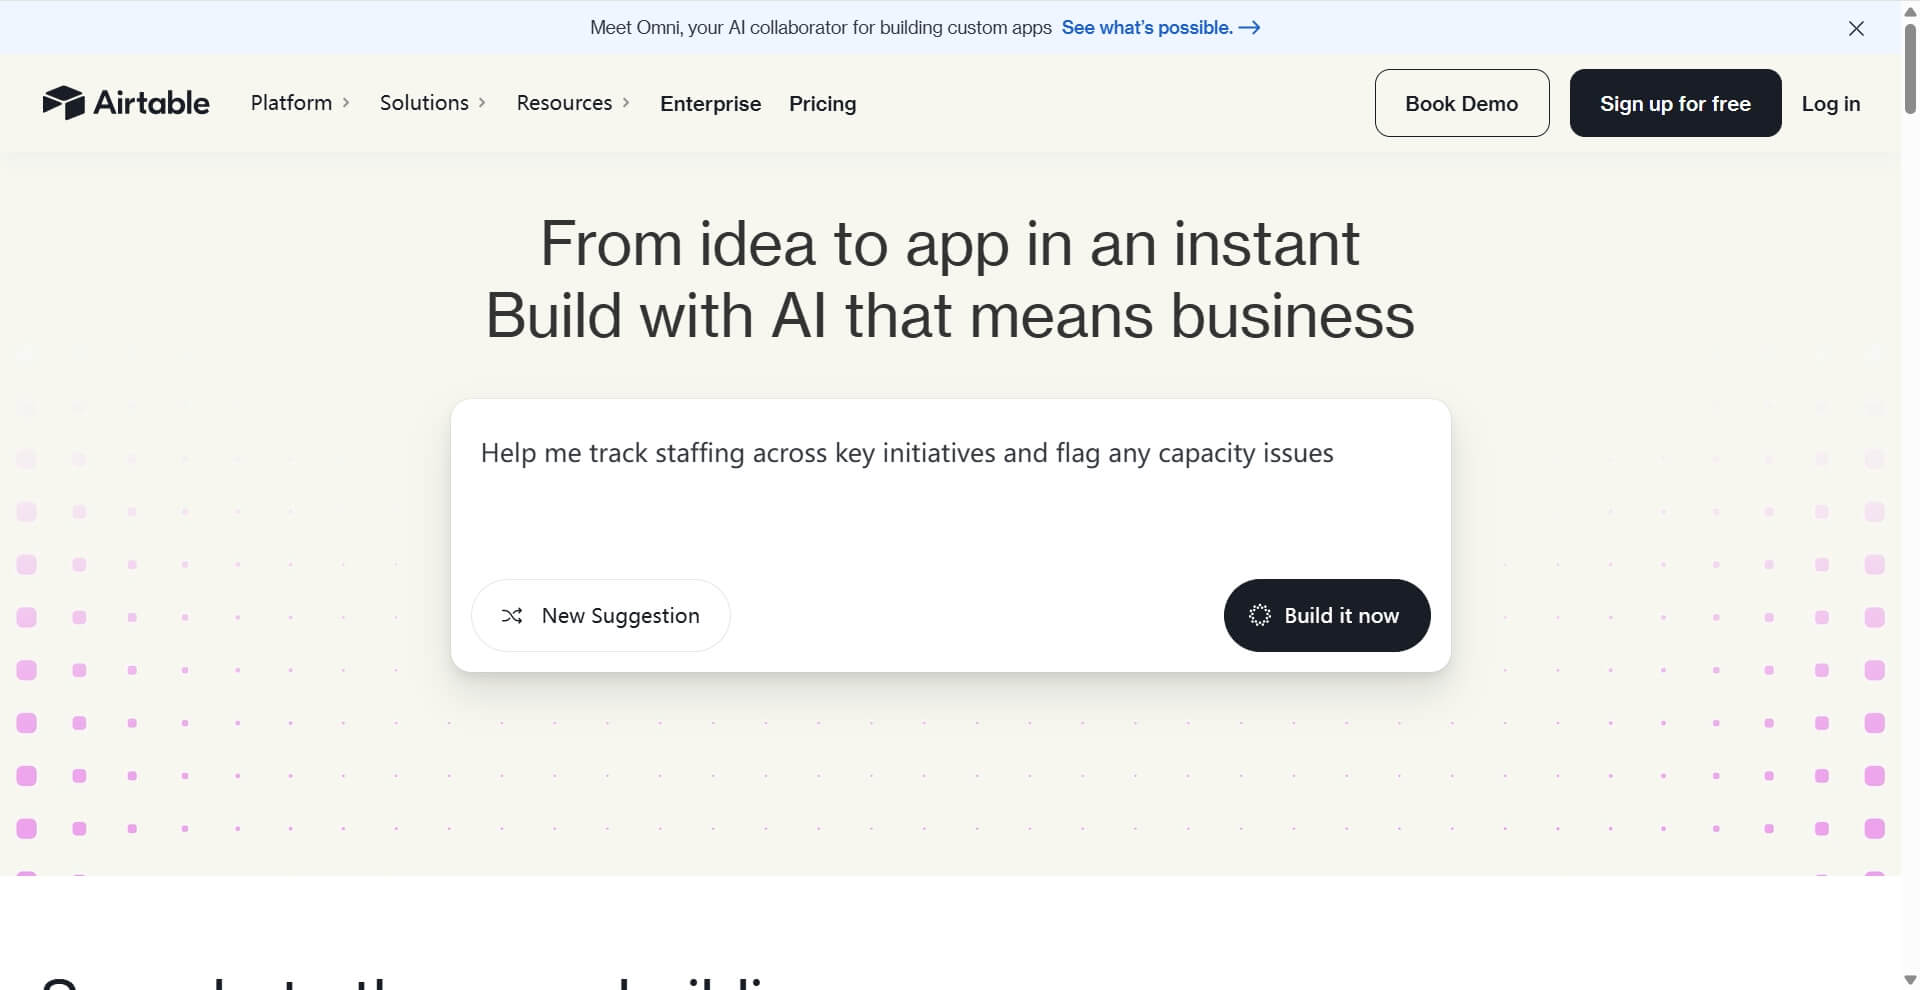 Meet Omni, your AI collaborator for building custom apps See what's possible.
Airtable
Platform
Solutions
Resources
Enterprise
Pricing
Book Demo
Sign up for free
Log in
From idea to app in an instant
Build with AI that means business
Help me track staffing across key initiatives and flag any capacity issues
New Suggestion
Build it now